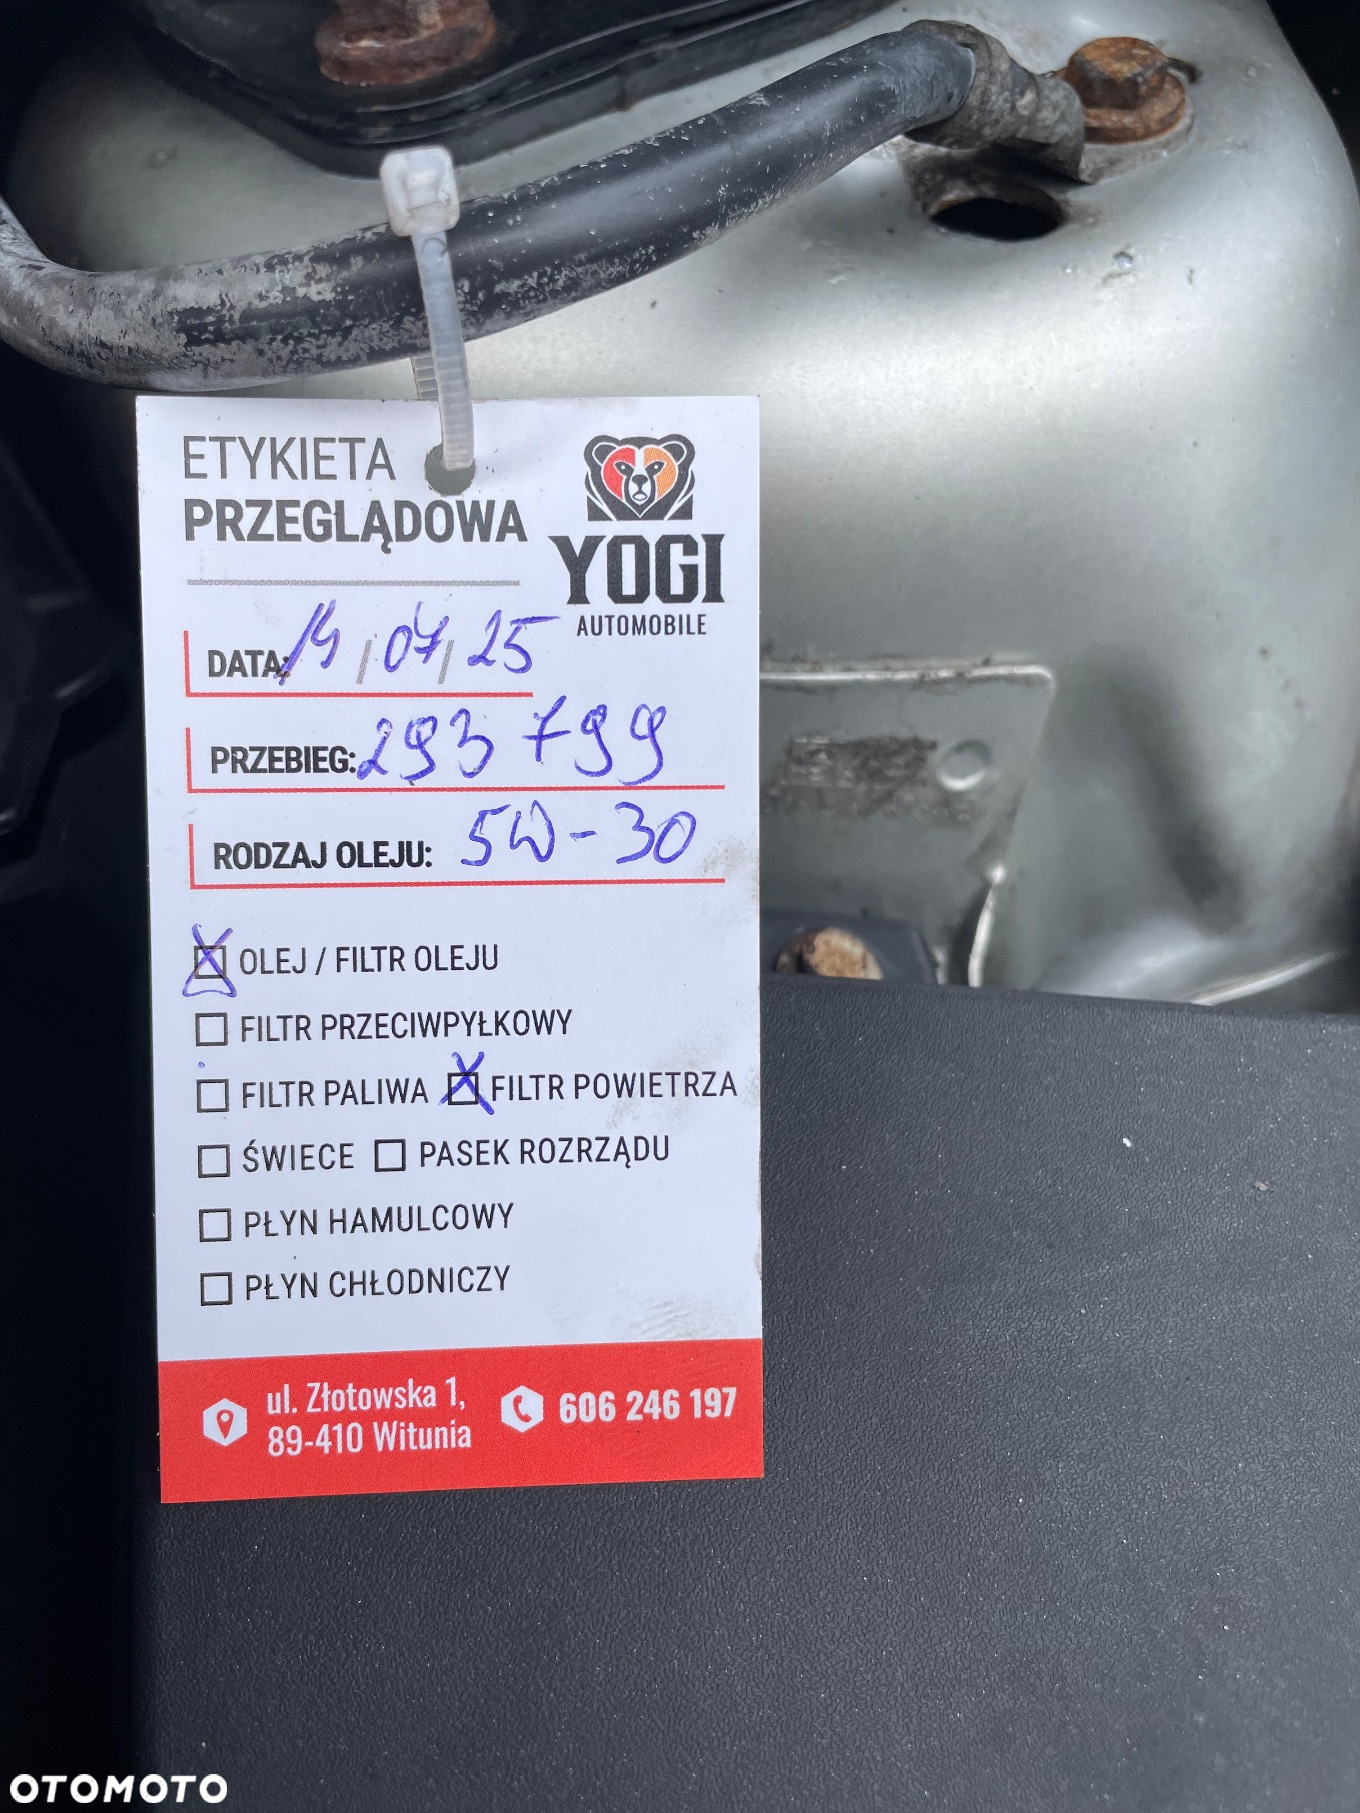 ETYKIETA
PRZEGLĄDOWA
YOGI
AUTOMOBILE
DATA: 14/07/25
PRZEBIEG: 293 799
RODZAJ OLEJU: 5W-30
OLEJ / FILTR OLEJU
FILTR PRZECIWPYŁKOWY
FILTR PALIWA FILTR POWIETRZA
ŚWIECE PASEK ROZRZĄDU
PŁYN HAMULCOWY
PŁYN CHŁODNICZY
ul. Złotowska 1,
89-410 Witunia
606 246 197
OTOMOTO